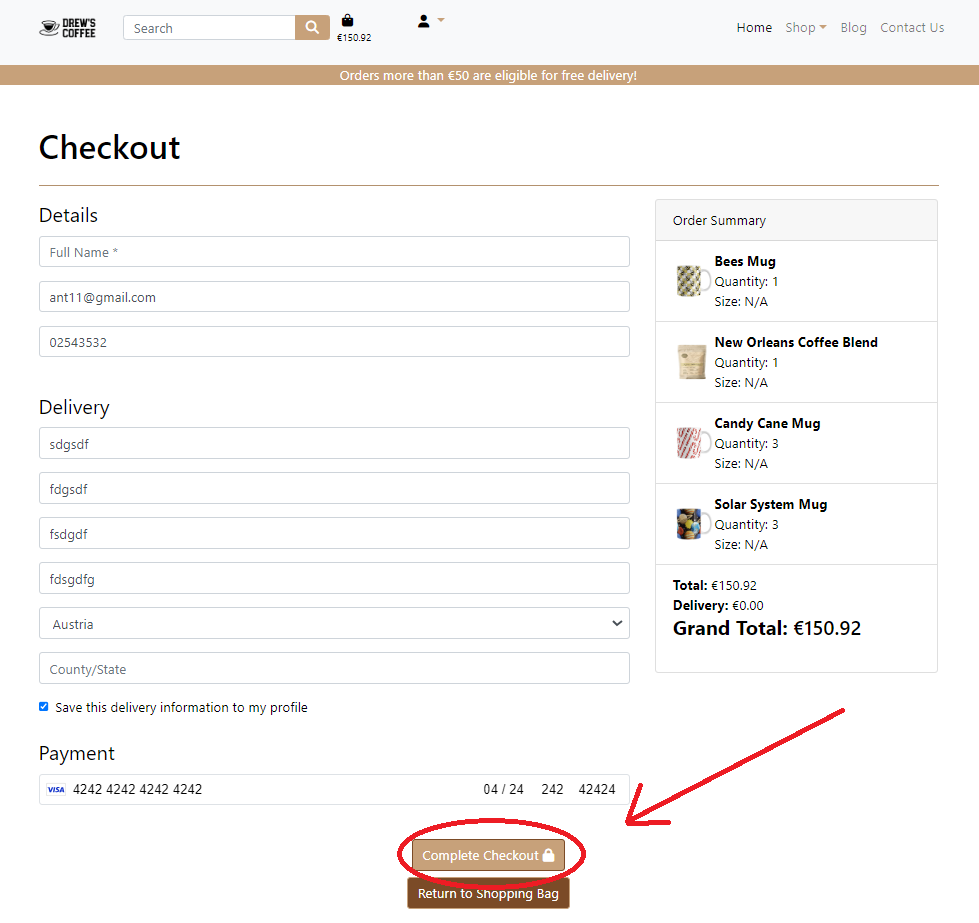 DREW'S
COFFEE
Search
€150.92
Home Shop Blog Contact Us
Orders more than €50 are eligible for free delivery!
Checkout
Details
Full Name *
ant11@gmail.com
02543532
Delivery
sdgsdf
fdgsdf
fsdgdf
fdsgdfg
Austria
County/State
Save this delivery information to my profile
Payment
VISA 4242 4242 4242 4242 04 / 24 242 42424
Complete Checkout
Return to Shopping Bag
Order Summary
Bees Mug
Quantity: 1
Size: N/A
New Orleans Coffee Blend
Quantity: 1
Size: N/A
Candy Cane Mug
Quantity: 3
Size: N/A
Solar System Mug
Quantity: 3
Size: N/A
Total: €150.92
Delivery: €0.00
Grand Total: €150.92